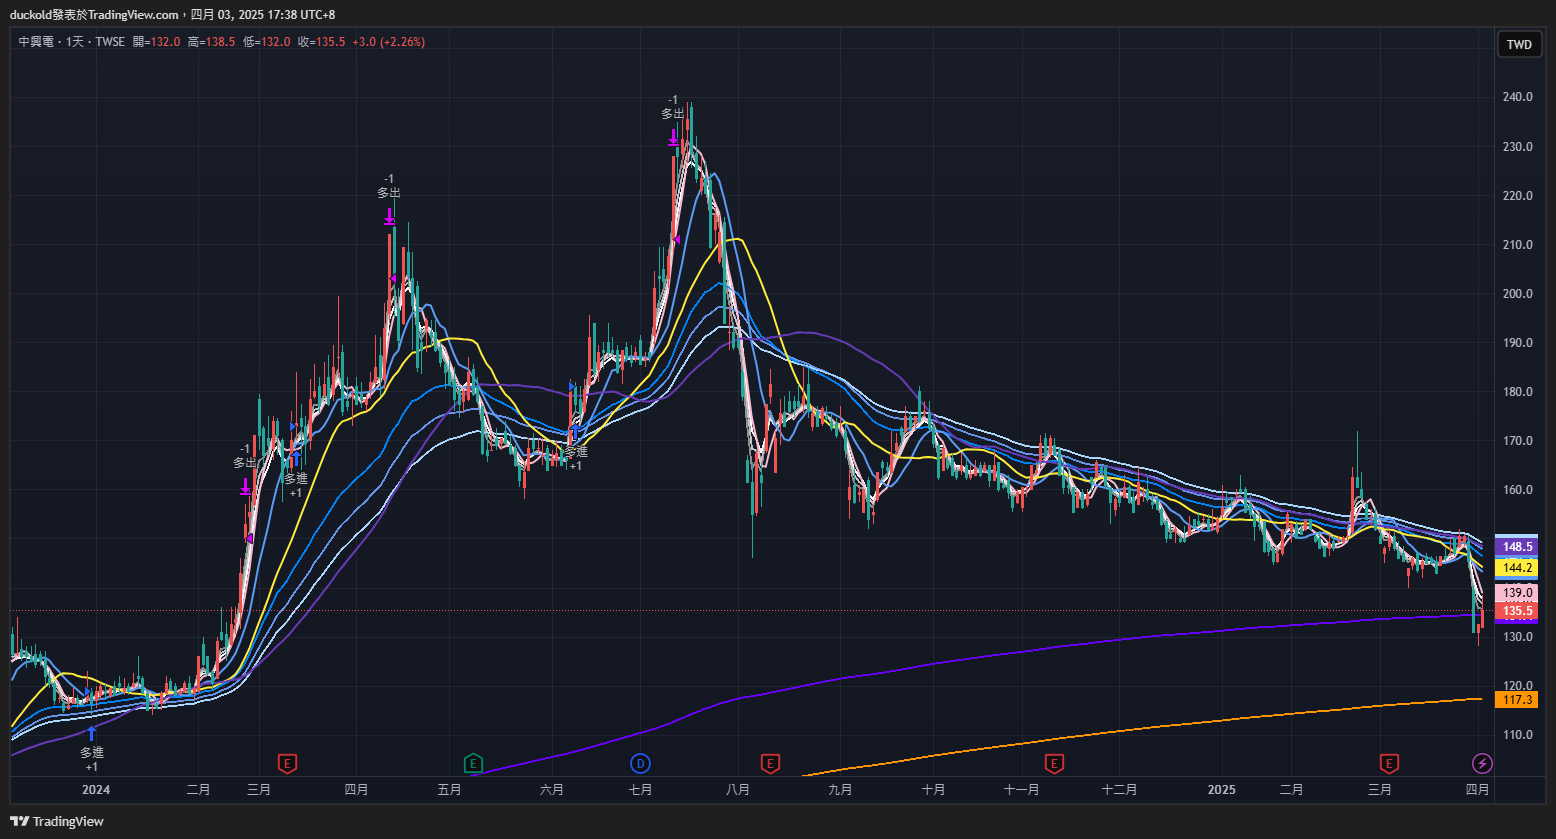 duckold發表於TradingView.com，四月 03, 2025 17:38 UTC+8
中興電 · 1天 · TWSE 開=132.0 高=138.5 低=132.0 收=135.5 +3.0 (+2.26%)
TWD
240.0
230.0
220.0
210.0
200.0
190.0
180.0
170.0
160.0
148.5
144.2
139.0
135.5
130.0
120.0
117.3
110.0
-1
多出
-1
多出
-1
多出
多進
+1
多進
+1
多進
+1
E
E
D
E
E
E
2024
二月
三月
四月
五月
六月
七月
八月
九月
十月
十一月
十二月
2025
二月
三月
四月
TradingView